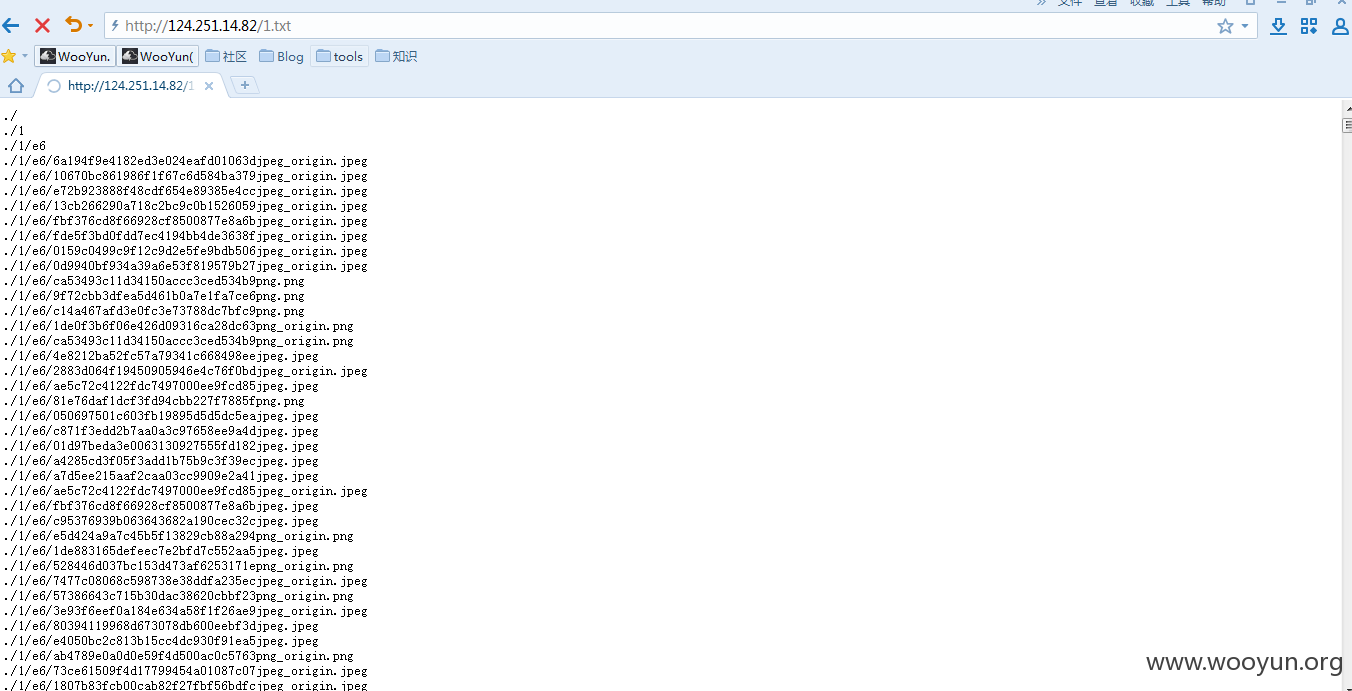 文件 查看 收藏 工具 帮助
http://124.251.14.82/1.txt
WooYun. WooYun( 社区 Blog tools 知识
http://124.251.14.82/1
./
./1
./1/e6
./1/e6/6a194f9e4182ed3e024eafd01063djpeg_origin.jpeg
./1/e6/10670bc861986f1f67c6d584ba379jpeg_origin.jpeg
./1/e6/e72b923888f48cdf654e89385e4ccjpeg_origin.jpeg
./1/e6/13cb266290a718c2bc9c0b1526059jpeg_origin.jpeg
./1/e6/fbf376cd8f66928cf8500877e8a6bjpeg_origin.jpeg
./1/e6/fde5f3bd0fdd7ec4194bb4de3638fjpeg_origin.jpeg
./1/e6/0159c0499c9f12c9d2e5fe9bdb506jpeg_origin.jpeg
./1/e6/0d9940bf934a39a6e53f819579b27jpeg_origin.jpeg
./1/e6/ca53493c11d34150accc3ced534b9png.png
./1/e6/9f72cbb3dfea5d461b0a7e1fa7ce6png.png
./1/e6/c14a467afd3e0fc3e73788dc7bfc9png.png
./1/e6/1de0f3b6f06e426d09316ca28dc63png_origin.png
./1/e6/ca53493c11d34150accc3ced534b9png_origin.png
./1/e6/4e8212ba52fc57a79341c668498eejpeg.jpeg
./1/e6/2883d064f19450905946e4c76f0bdjpeg_origin.jpeg
./1/e6/ae5c72c4122fdc7497000ee9fcd85jpeg.jpeg
./1/e6/81e76daf1dcf3fd94cbb227f7885fpng.png
./1/e6/050697501c603fb19895d5d5dc5eajpeg.jpeg
./1/e6/c871f3edd2b7aa0a3c97658ee9a4djpeg.jpeg
./1/e6/01d97beda3e0063130927555fd182jpeg.jpeg
./1/e6/a4285cd3f05f3add1b75b9c3f39ecjpeg.jpeg
./1/e6/a7d5ee215aaf2caa03cc9909e2a41jpeg.jpeg
./1/e6/ae5c72c4122fdc7497000ee9fcd85jpeg_origin.jpeg
./1/e6/fbf376cd8f66928cf8500877e8a6bjpeg.jpeg
./1/e6/c95376939b063643682a190cec32cjpeg.jpeg
./1/e6/e5d424a9a7c45b5f13829cb88a294png_origin.png
./1/e6/1de883165defeec7e2bfd7c552aa5jpeg.jpeg
./1/e6/528446d037bc153d473af6253171epng_origin.png
./1/e6/7477c08068c598738e38ddfa235ecjpeg_origin.jpeg
./1/e6/57386643c715b30dac38620cbbf23png_origin.png
./1/e6/3e93f6eef0a184e634a58f1f26ae9jpeg_origin.jpeg
./1/e6/80394119968d673078db600eebf3djpeg.jpeg
./1/e6/e4050bc2c813b15cc4dc930f91ea5jpeg.jpeg
./1/e6/ab4789e0a0d0e59f4d500ac0c5763png_origin.png
./1/e6/73ce61509f4d17799454a01087c07jpeg_origin.jpeg
./1/e6/1807b83fcb00cab82f27fbf56bdfcjpeg_origin.jpeg
www.wooyun.org